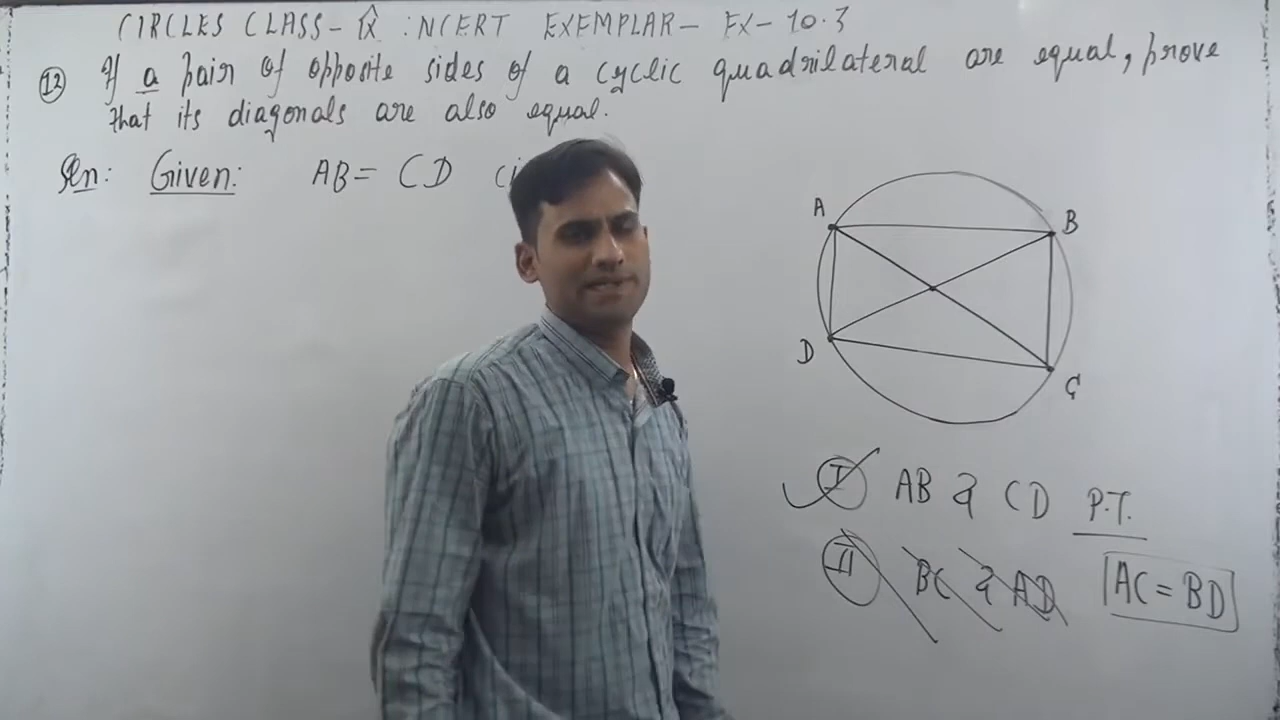 CIRCLES CLASS - IX : NCERT EXEMPLAR - EX - 10.3
12 If a pair of opposite sides of a cyclic quadrilateral are equal, prove
that its diagonals are also equal.
Given: AB = CD
A
B
D
C
I AB & CD P.T.
II BC & AD AC = BD